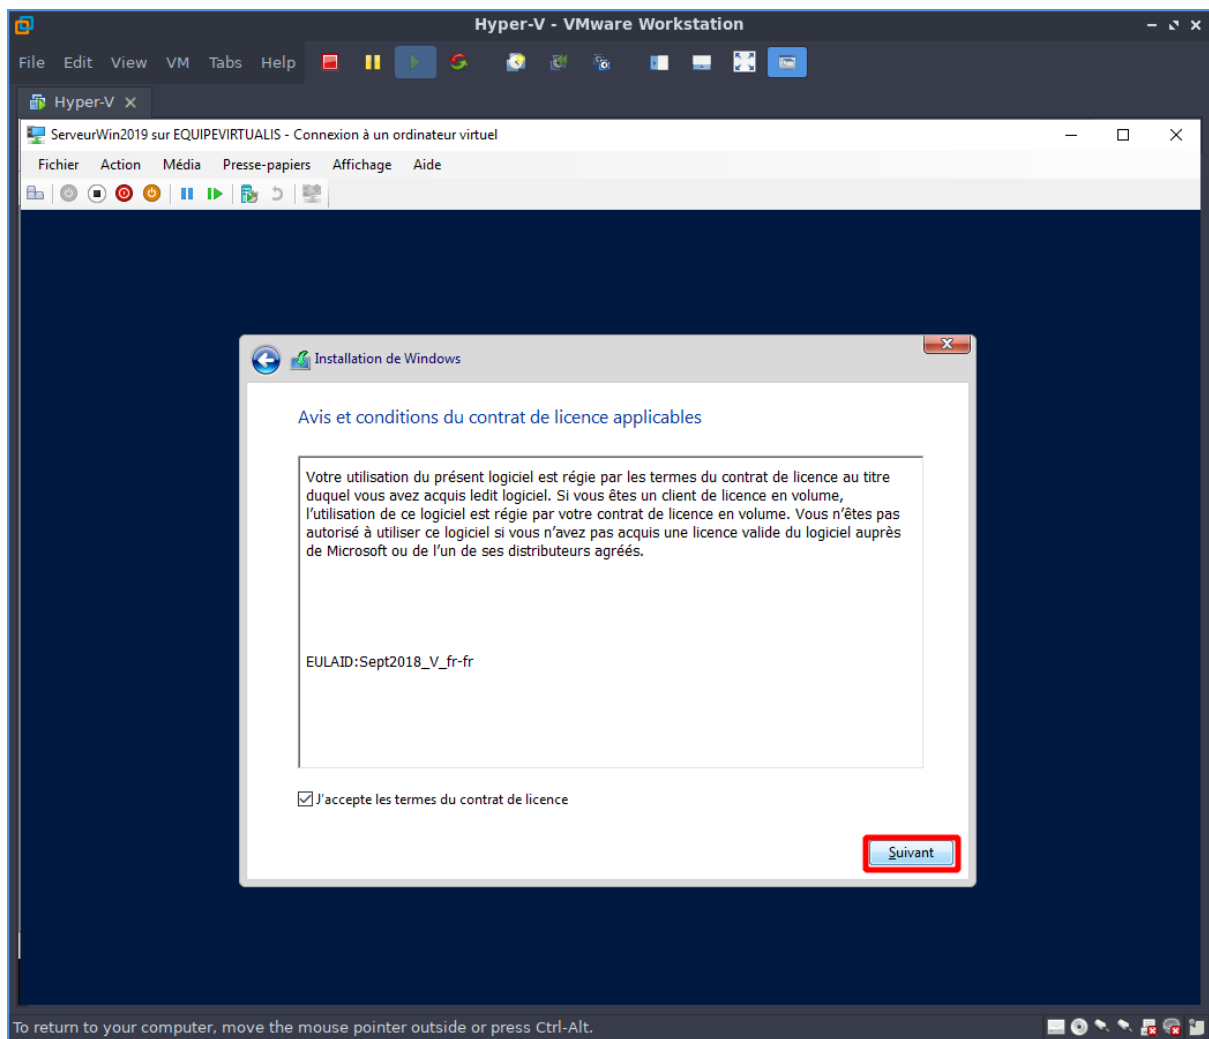 Hyper-V - VMware Workstation
File Edit View VM Tabs Help
Hyper-V
ServeurWin2019 sur EQUIPEVIRTUALIS - Connexion à un ordinateur virtuel
Fichier Action Média Presse-papiers Affichage Aide
Installation de Windows
Avis et conditions du contrat de licence applicables
Votre utilisation du présent logiciel est régie par les termes du contrat de licence au titre
duquel vous avez acquis ledit logiciel. Si vous êtes un client de licence en volume,
l’utilisation de ce logiciel est régie par votre contrat de licence en volume. Vous n’êtes pas
autorisé à utiliser ce logiciel si vous n’avez pas acquis une licence valide du logiciel auprès
de Microsoft ou de l’un de ses distributeurs agréés.
EULAID:Sept2018_V_fr-fr
J'accepte les termes du contrat de licence
Suivant
To return to your computer, move the mouse pointer outside or press Ctrl-Alt.